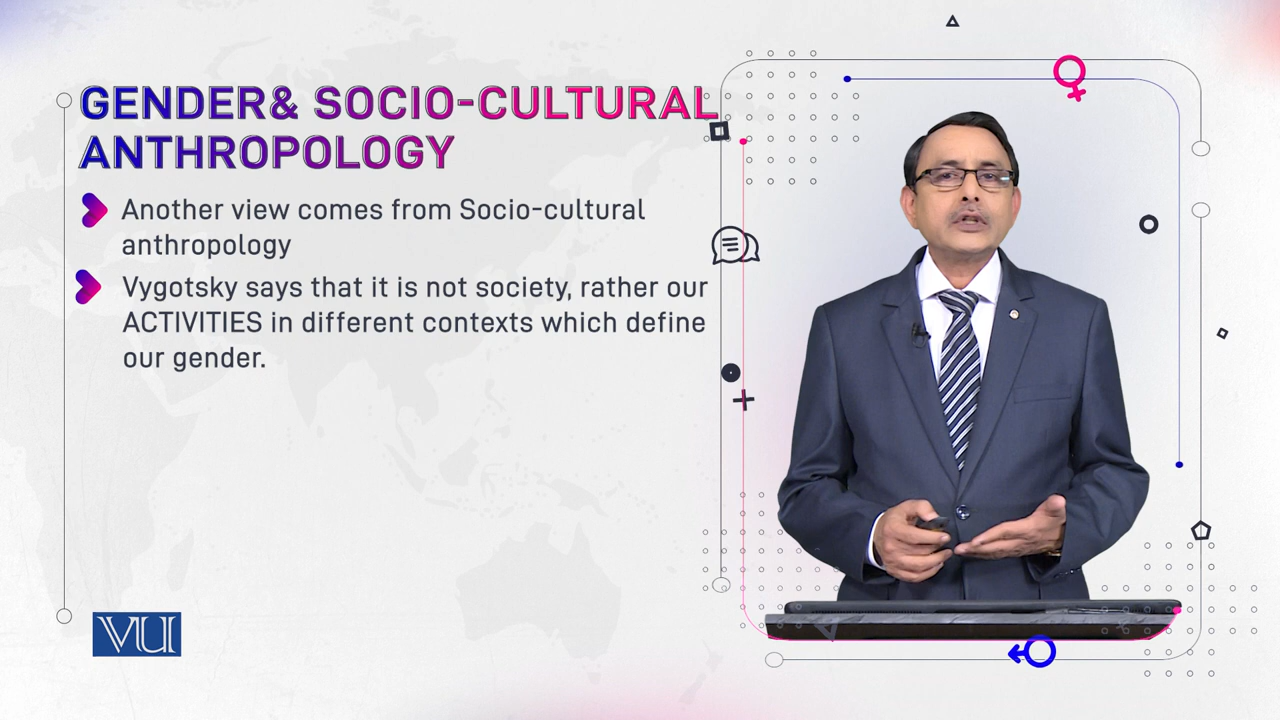 GENDER& SOCIO-CULTURAL
ANTHROPOLOGY
Another view comes from Socio-cultural
anthropology
Vygotsky says that it is not society, rather our
ACTIVITIES in different contexts which define
our gender.
VU